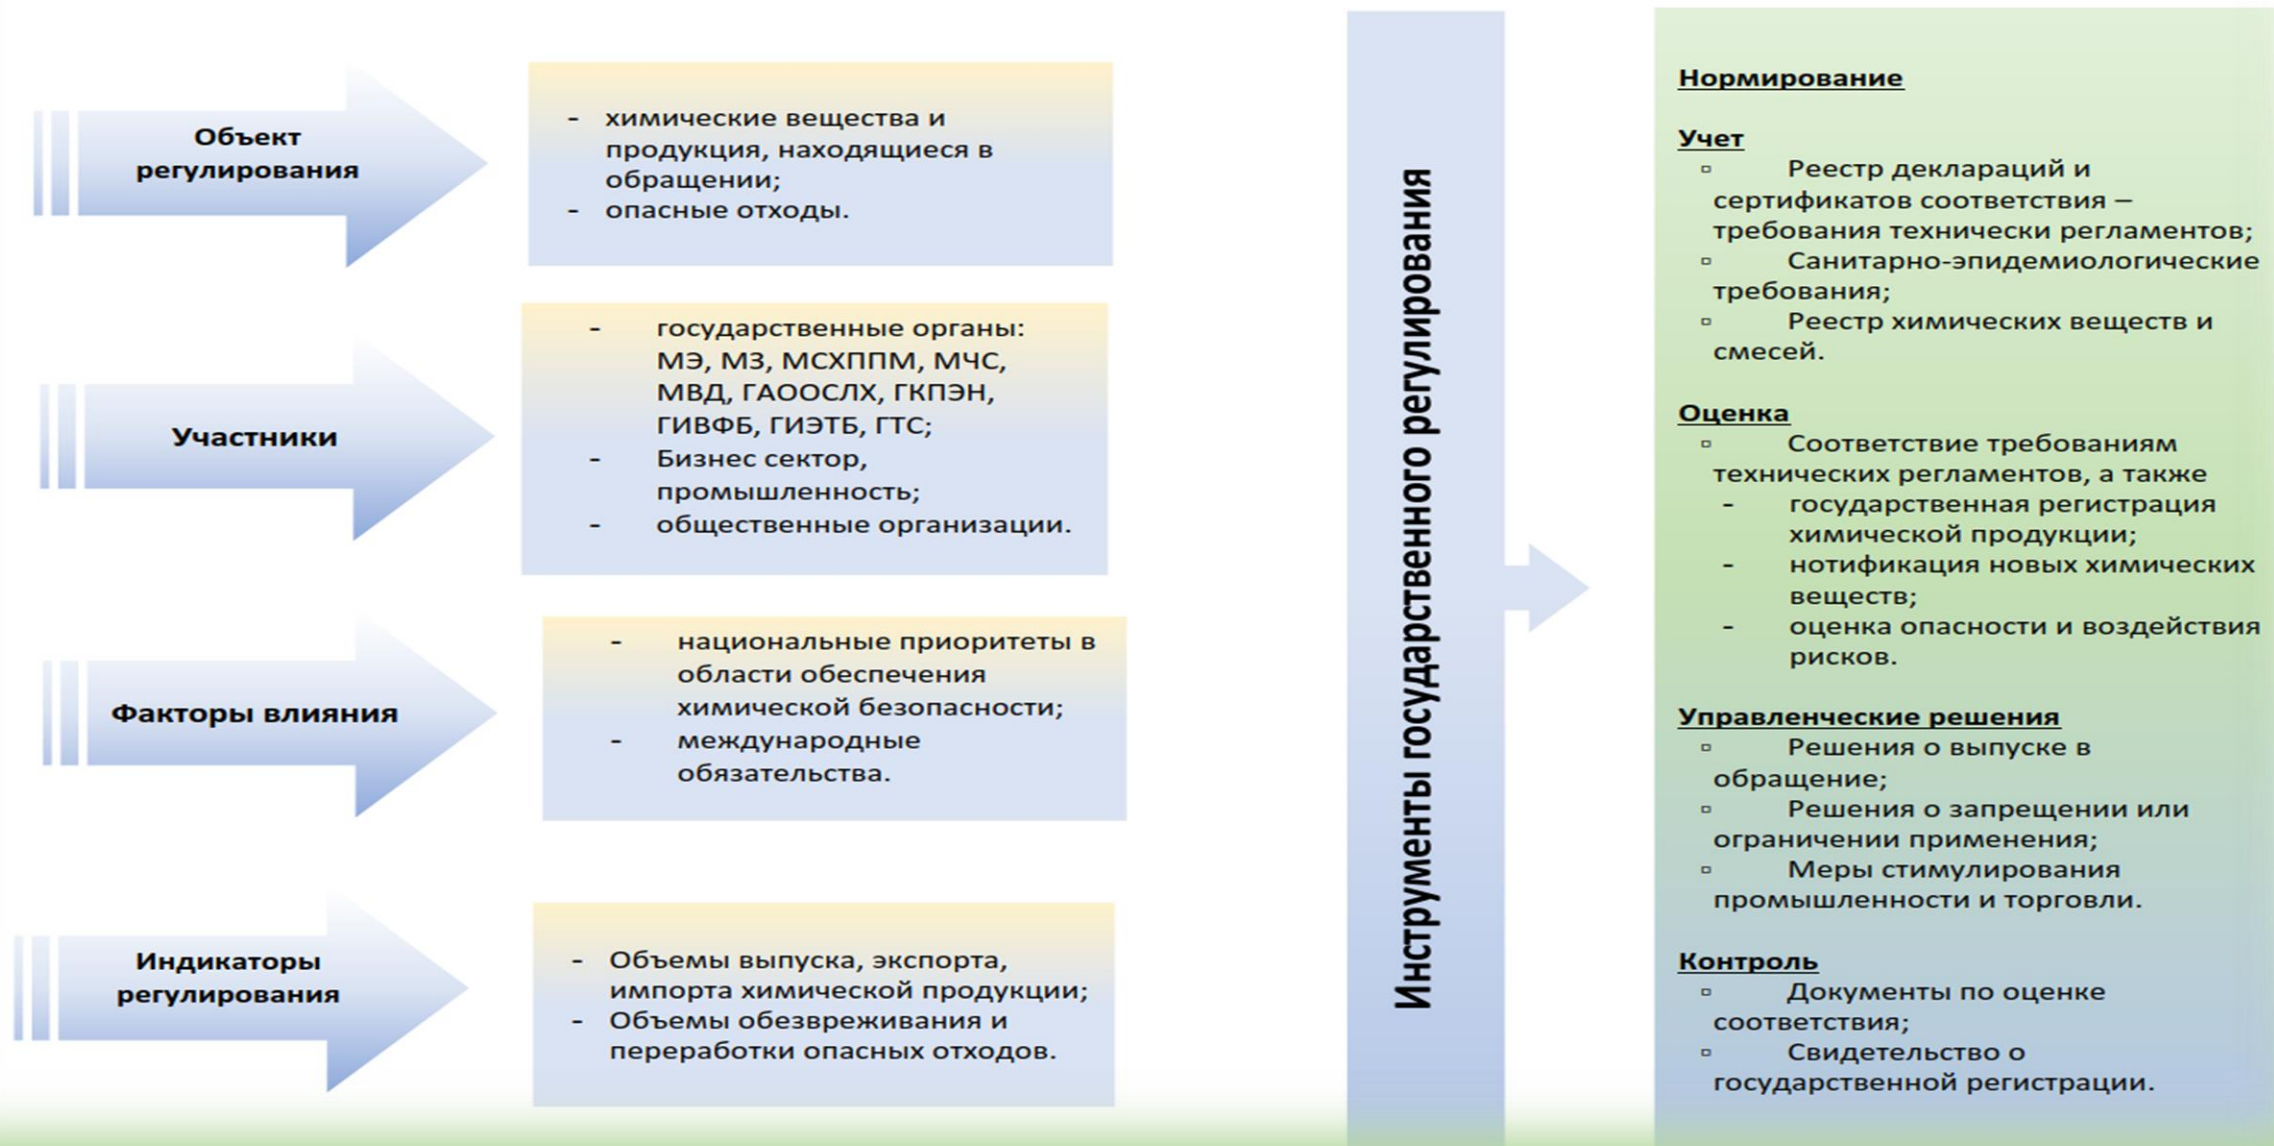 Объект
регулирования
- химические вещества и
продукция, находящиеся в
обращении;
- опасные отходы.
Участники
- государственные органы:
МЭ, МЗ, МСХППМ, МЧС,
МВД, ГАООСЛХ, ГКПЭН,
ГИВФБ, ГИЭТБ, ГТС;
- Бизнес сектор,
промышленность;
- общественные организации.
Факторы влияния
- национальные приоритеты в
области обеспечения
химической безопасности;
- международные
обязательства.
Индикаторы
регулирования
- Объемы выпуска, экспорта,
импорта химической продукции;
- Объемы обезвреживания и
переработки опасных отходов.
Инструменты государственного регулирования
Нормирование
Учет
▫ Реестр деклараций и
сертификатов соответствия –
требования технически регламентов;
▫ Санитарно-эпидемиологические
требования;
▫ Реестр химических веществ и
смесей.
Оценка
▫ Соответствие требованиям
технических регламентов, а также
- государственная регистрация
химической продукции;
- нотификация новых химических
веществ;
- оценка опасности и воздействия
рисков.
Управленческие решения
▫ Решения о выпуске в
обращение;
▫ Решения о запрещении или
ограничении применения;
▫ Меры стимулирования
промышленности и торговли.
Контроль
▫ Документы по оценке
соответствия;
▫ Свидетельство о
государственной регистрации.